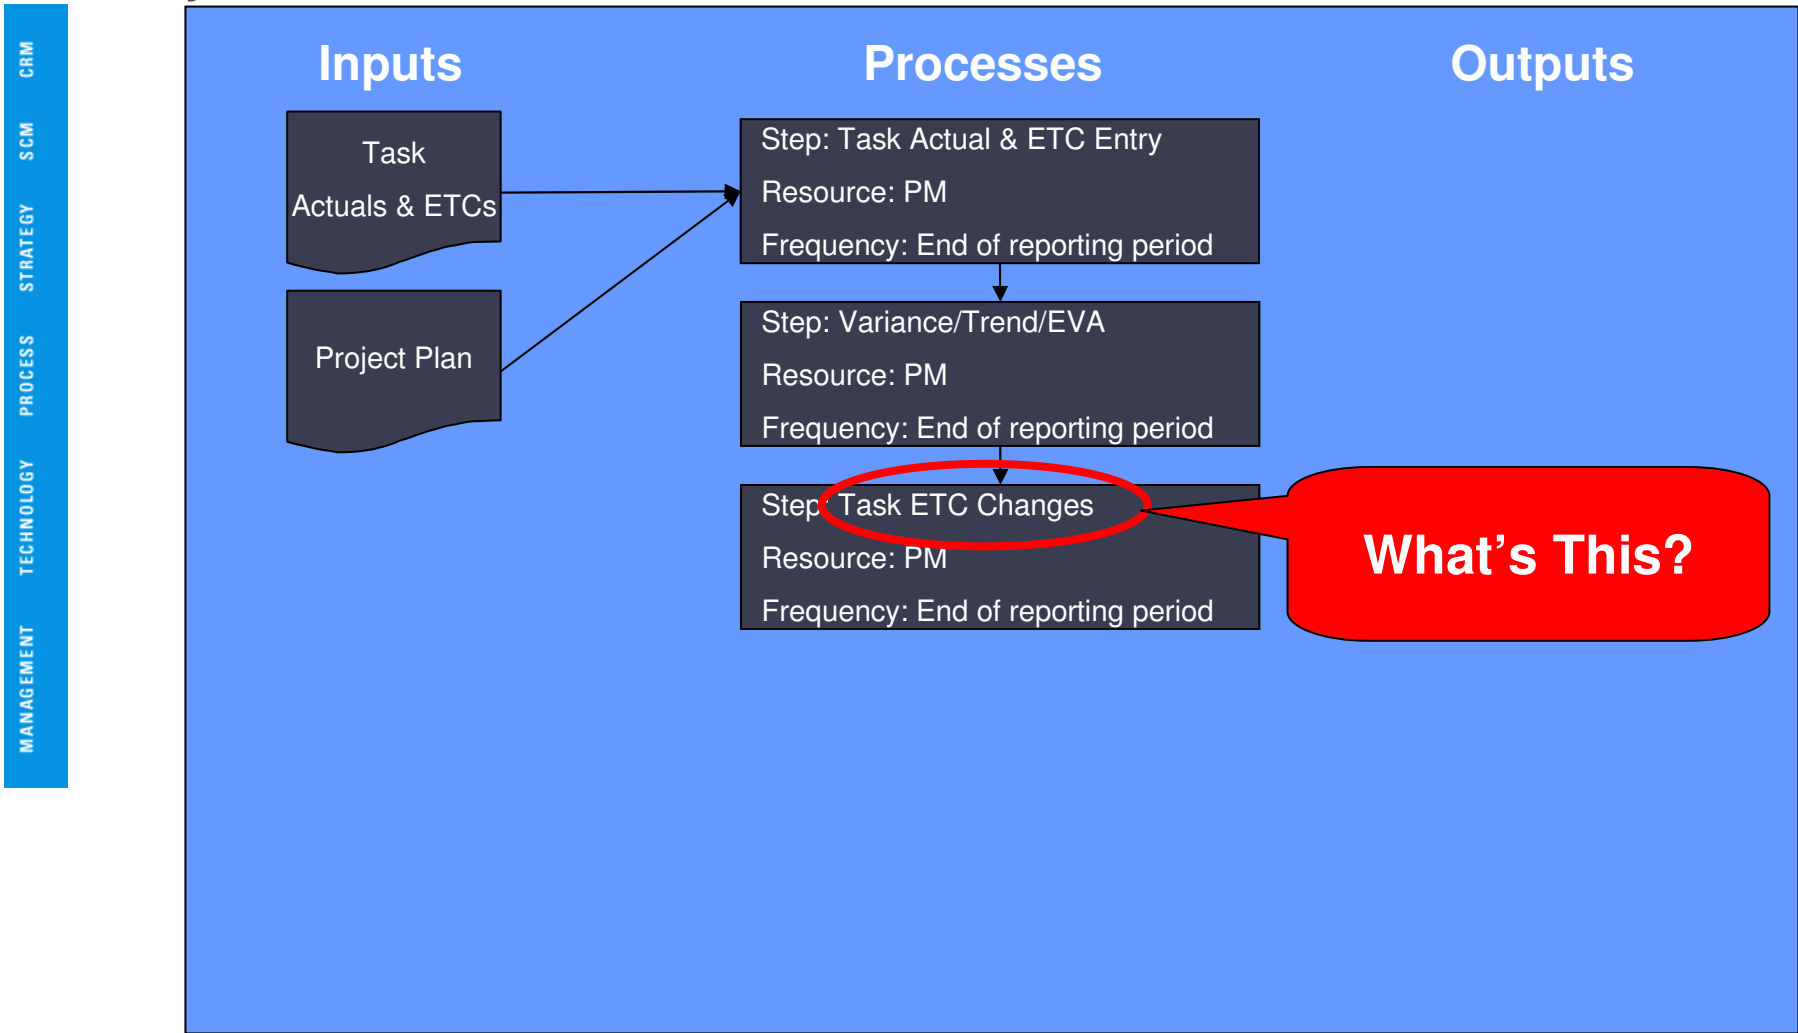 CRM
SCM
STRATEGY
PROCESS
TECHNOLOGY
MANAGEMENT
Inputs
Processes
Outputs
Task
Actuals & ETCs
Project Plan
Step: Task Actual & ETC Entry
Resource: PM
Frequency: End of reporting period
Step: Variance/Trend/EVA
Resource: PM
Frequency: End of reporting period
Step: Task ETC Changes
Resource: PM
Frequency: End of reporting period
What’s This?